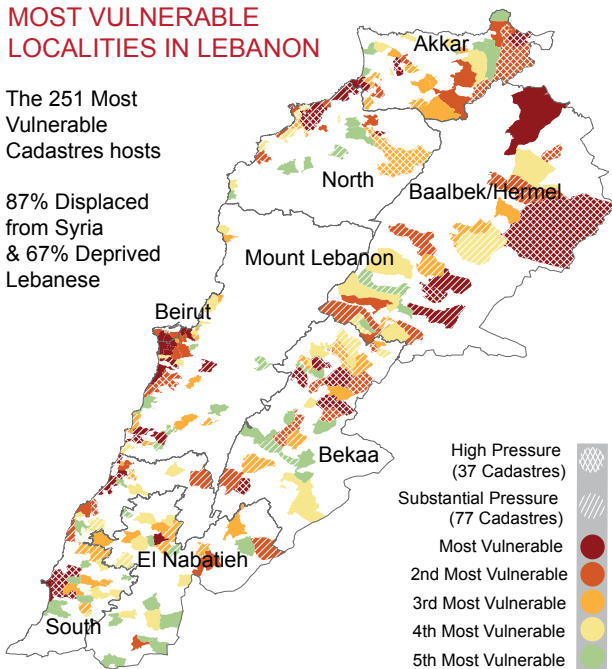 MOST VULNERABLE
LOCALITIES IN LEBANON
The 251 Most
Vulnerable
Cadastres hosts
87% Displaced
from Syria
& 67% Deprived
Lebanese
Akkar
North
Baalbek/Hermel
Mount Lebanon
Beirut
Bekaa
El Nabatieh
South
High Pressure
(37 Cadastres)
Substantial Pressure
(77 Cadastres)
Most Vulnerable
2nd Most Vulnerable
3rd Most Vulnerable
4th Most Vulnerable
5th Most Vulnerable